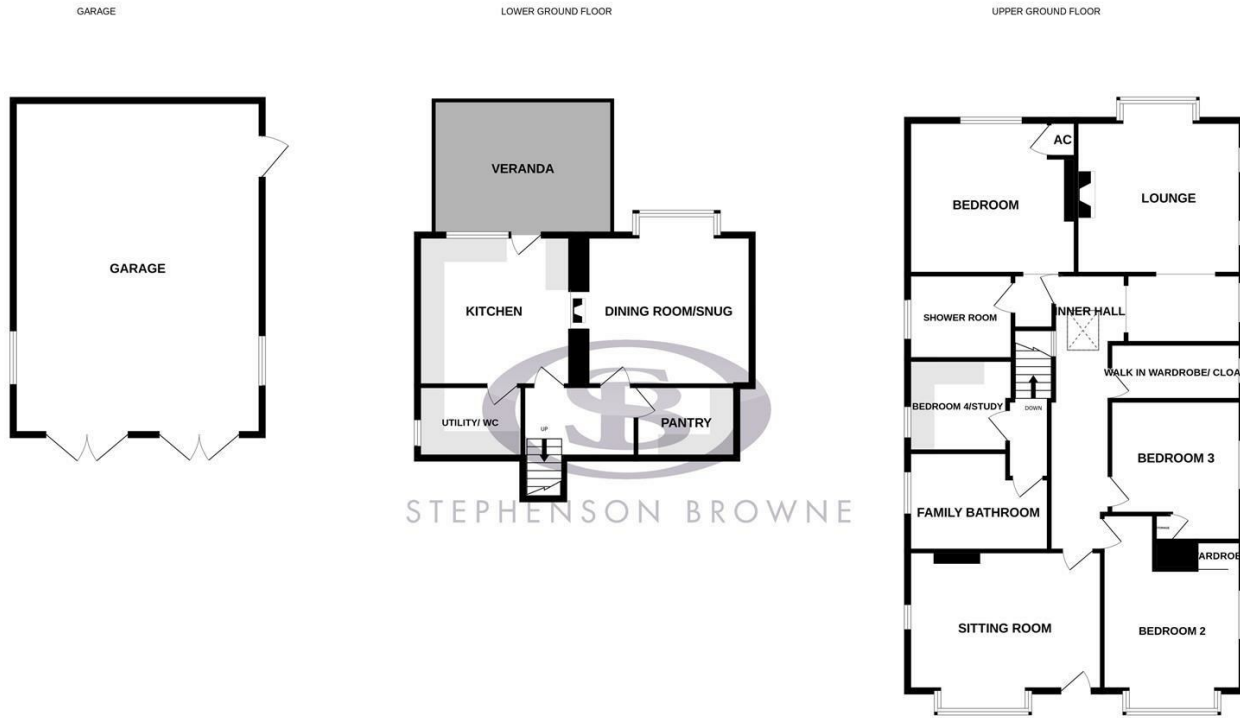 GARAGE
LOWER GROUND FLOOR
UPPER GROUND FLOOR
GARAGE
VERANDA
KITCHEN
DINING ROOM/SNUG
UTILITY/ WC
UP
PANTRY
STEPHENSON BROWNE
SB
AC
BEDROOM
LOUNGE
SHOWER ROOM
INNER HALL
WALK IN WARDROBE/ CLOA
BEDROOM 4/STUDY
DOWN
BEDROOM 3
FAMILY BATHROOM
ARDROBE
SITTING ROOM
BEDROOM 2